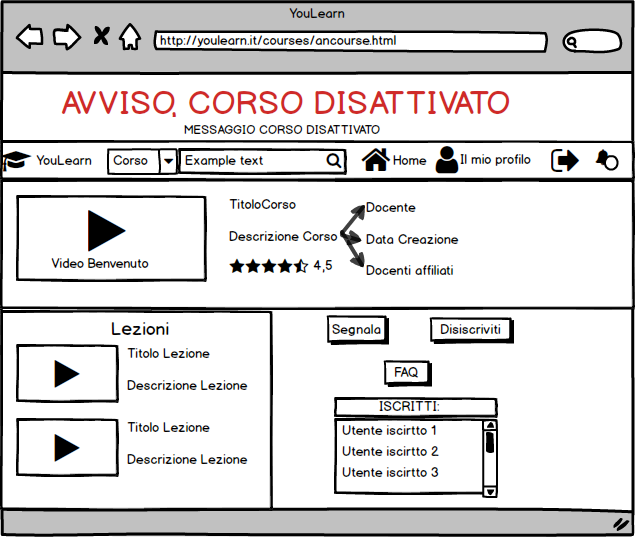 YouLearn
http://youlearn.it/courses/ancourse.html
AVVISO, CORSO DISATTIVATO
MESSAGGIO CORSO DISATTIVATO
YouLearn Corso Example text Home Il mio profilo
TitoloCorso
Docente
Descrizione Corso
Data Creazione
Video Benvenuto
4,5
Docenti affiliati
Lezioni
Titolo Lezione
Descrizione Lezione
Titolo Lezione
Descrizione Lezione
Segnala
Disiscriviti
FAQ
ISCRITTI:
Utente iscirtto 1
Utente iscirtto 2
Utente iscirtto 3